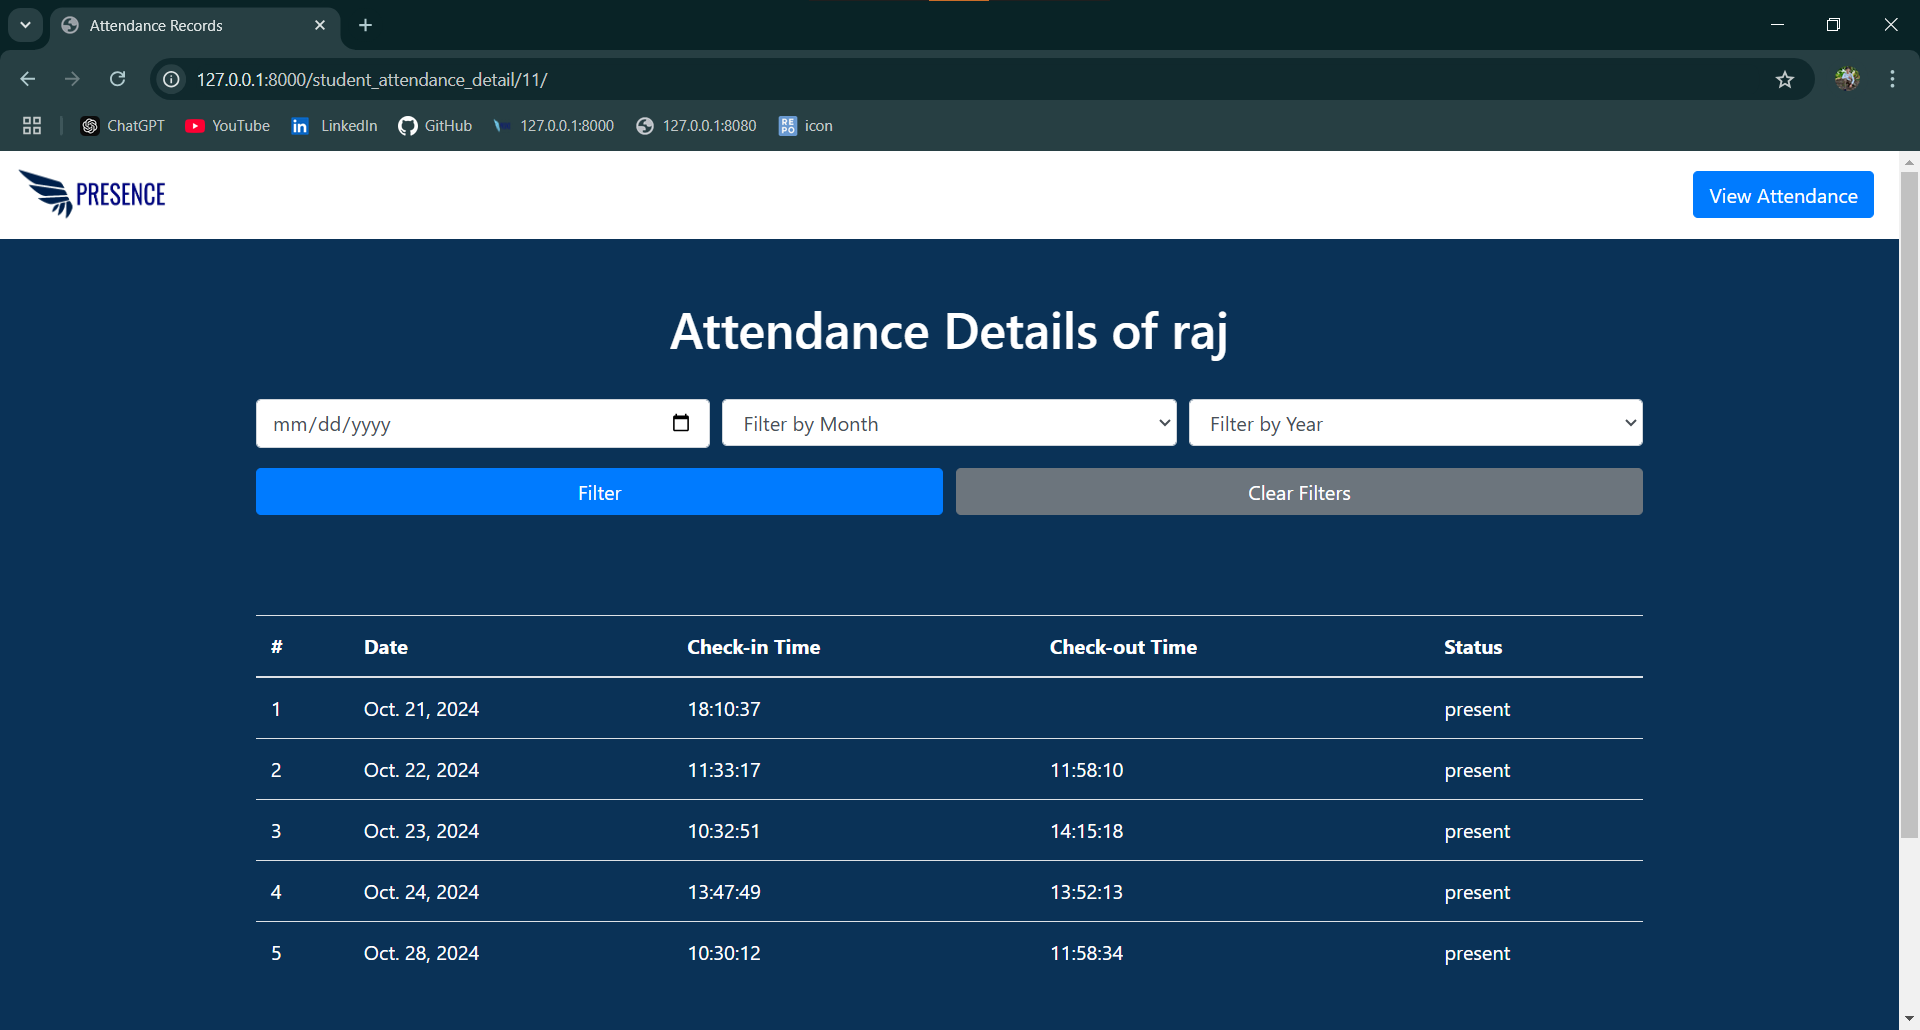 Attendance Records
127.0.0.1:8000/student_attendance_detail/11/
ChatGPT YouTube LinkedIn GitHub 127.0.0.1:8000 127.0.0.1:8080 REPO icon
PRESENCE View Attendance
Attendance Details of raj
mm/dd/yyyy Filter by Month Filter by Year
Filter Clear Filters
# Date Check-in Time Check-out Time Status
1 Oct. 21, 2024 18:10:37 present
2 Oct. 22, 2024 11:33:17 11:58:10 present
3 Oct. 23, 2024 10:32:51 14:15:18 present
4 Oct. 24, 2024 13:47:49 13:52:13 present
5 Oct. 28, 2024 10:30:12 11:58:34 present